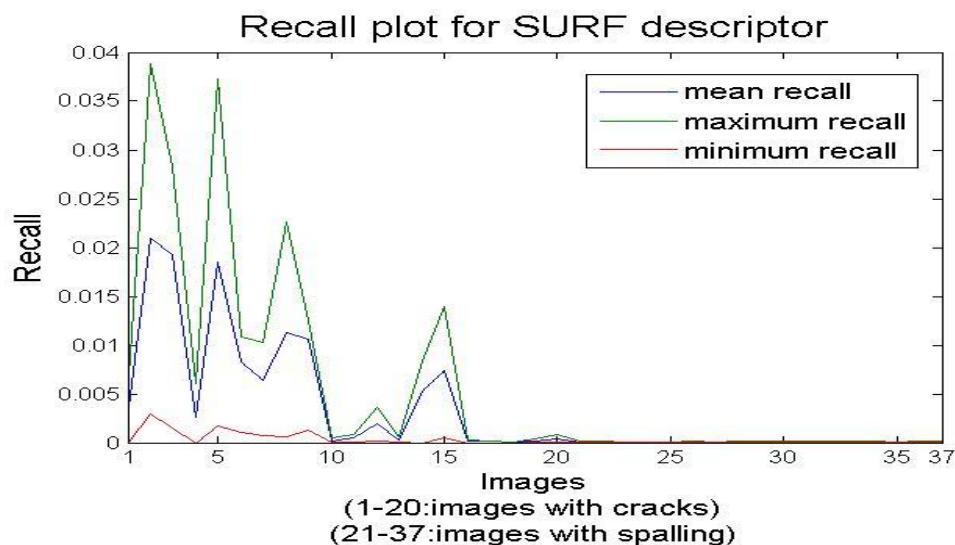 Recall plot for SURF descriptor
0.04
0.035
0.03
0.025
0.02
0.015
0.01
0.005
0
Recall
mean recall
maximum recall
minimum recall
1 5 10 15 20 25 30 35 37
Images
(1-20:images with cracks)
(21-37:images with spalling)